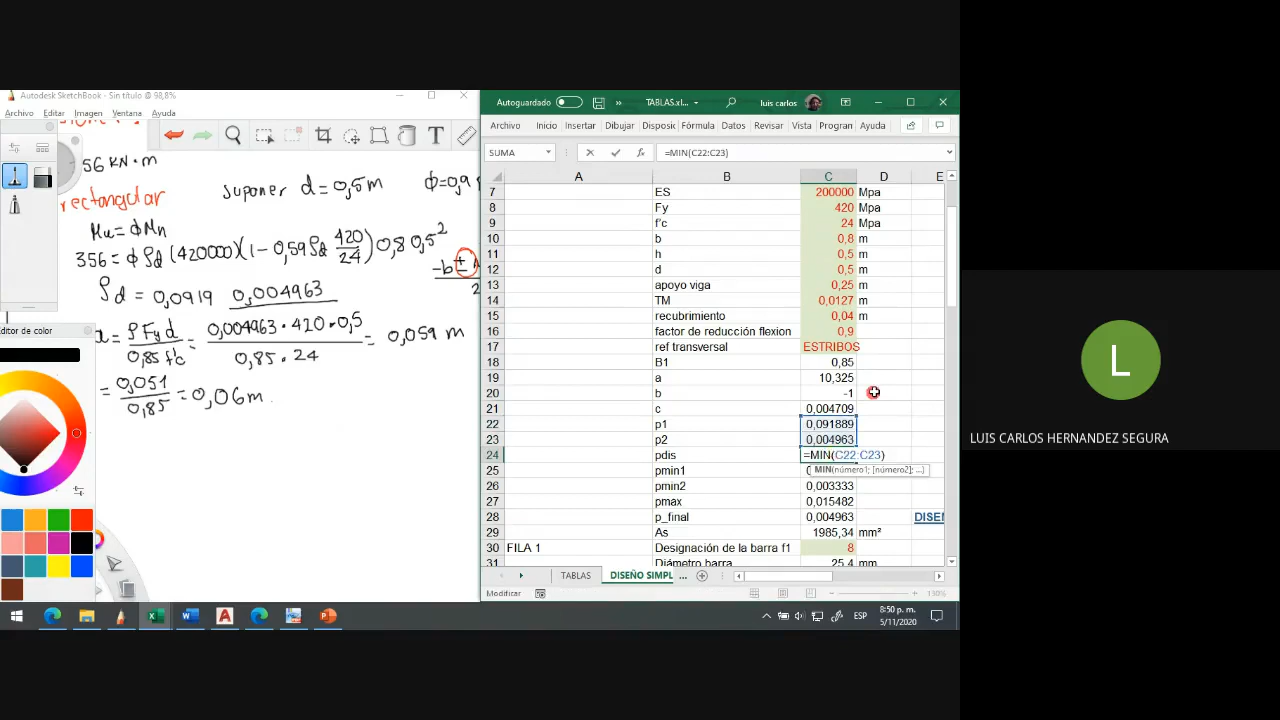 Autodesk SketchBook - Sin título @ 98,8%
Archivo Editar Imagen Ventana Ayuda
56 KN·m
rectangular
Suponer d = 0,5m
Mu = ϕMn
356 = ϕ ρd (420000)(1 - 0,59ρd 420/24) 0,8 0,5²
-b ±
ρd = 0,0919 0,004963
a = ρ Fy d / 0,85 f'c = 0,004963 · 420 · 0,5 / 0,85 · 24 = 0,059 m
= 0,051 / 0,85 = 0,06m.
Editor de color
Autoguardado TABLAS.xl... luis carlos
Archivo Inicio Insertar Dibujar Disposic Fórmula Datos Revisar Vista Program Ayuda
SUMA =MIN(C22:C23)
A B C D E
7 ES 200000 Mpa
8 Fy 420 Mpa
9 f'c 24 Mpa
10 b 0,8 m
11 h 0,5 m
12 d 0,5 m
13 apoyo viga 0,25 m
14 TM 0,0127 m
15 recubrimiento 0,04 m
16 factor de reducción flexion 0,9
17 ref transversal ESTRIBOS
18 B1 0,85
19 a 10,325
20 b -1
21 c 0,004709
22 p1 0,091889
23 p2 0,004963
24 pdis =MIN(C22:C23)
25 pmin1 MIN(número1; [número2]; ...)
26 pmin2 0,003333
27 pmax 0,015482
28 p_final 0,004963 DISEÑ
29 As 1985,34 mm²
30 FILA 1 Designación de la barra f1 8
31 Diámetro barra 25,4 mm
TABLAS DISEÑO SIMPL ...
Modificar 130%
ESP
8:50 p. m.
5/11/2020
L
LUIS CARLOS HERNANDEZ SEGURA